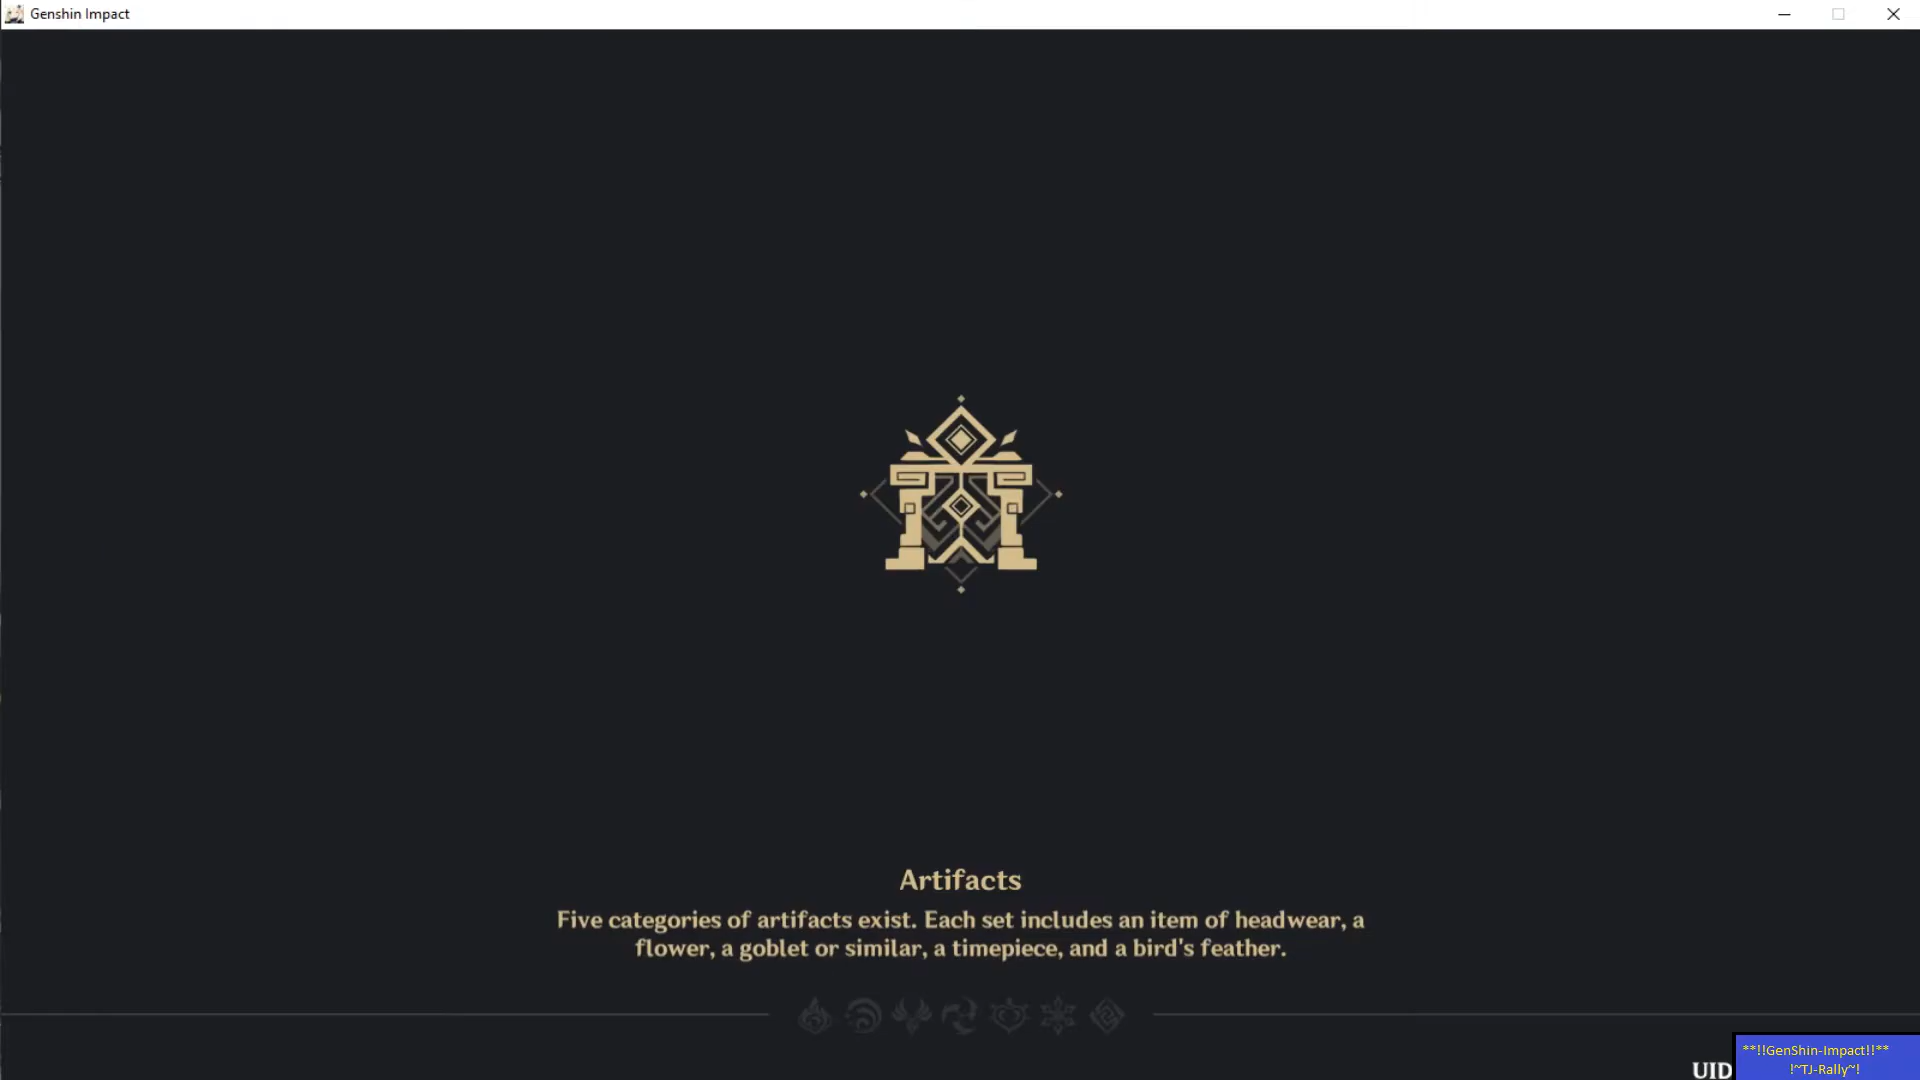 Genshin Impact
Artifacts
Five categories of artifacts exist. Each set includes an item of headwear, a
flower, a goblet or similar, a timepiece, and a bird's feather.
UID
**!!GenShin-Impact!!**
!~TJ-Rally~!